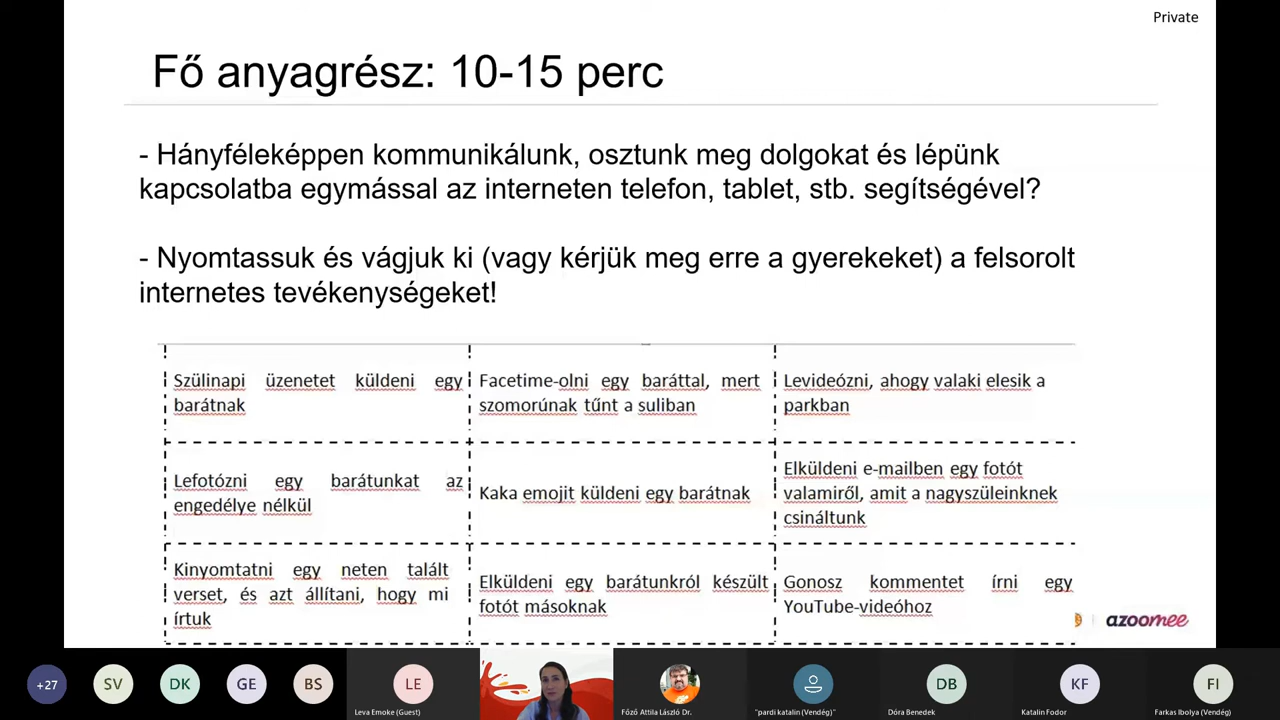 Private
Fő anyagrész: 10-15 perc
- Hányféleképpen kommunikálunk, osztunk meg dolgokat és lépünk
kapcsolatba egymással az interneten telefon, tablet, stb. segítségével?
- Nyomtassuk és vágjuk ki (vagy kérjük meg erre a gyerekeket) a felsorolt
internetes tevékenységeket!
Szülinapi üzenetet küldeni egy
barátnak
Facetime-olni egy baráttal, mert
szomorúnak tűnt a suliban
Levideózni, ahogy valaki elesik a
parkban
Lefotózni egy barátunkat az
engedélye nélkül
Kaka emojit küldeni egy barátnak
Elküldeni e-mailben egy fotót
valamiről, amit a nagyszüleinknek
csináltunk
Kinyomtatni egy neten talált
verset, és azt állítani, hogy mi
írtuk
Elküldeni egy barátunkról készült
fotót másoknak
Gonosz kommentet írni egy
YouTube-videóhoz
azoomee
+27
SV
DK
GE
BS
LE
Leva Emoke (Guest)
Főző Attila László Dr.
"pardi katalin (Vendég)"
DB
Dóra Benedek
KF
Katalin Fodor
FI
Farkas Ibolya (Vendég)